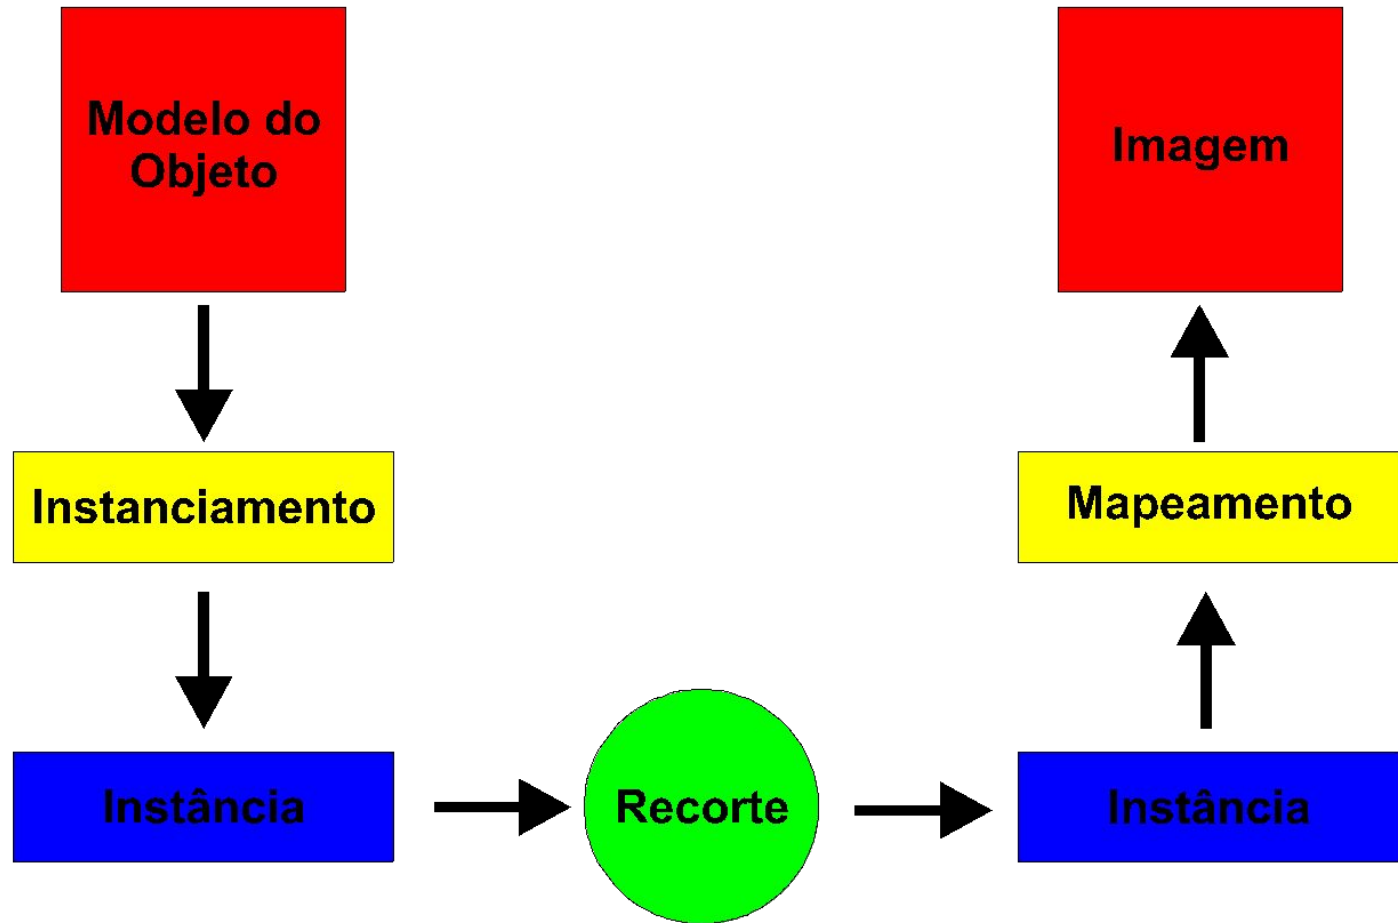 Modelo do
Objeto
Imagem
Instanciamento
Mapeamento
Instância
Recorte
Instância